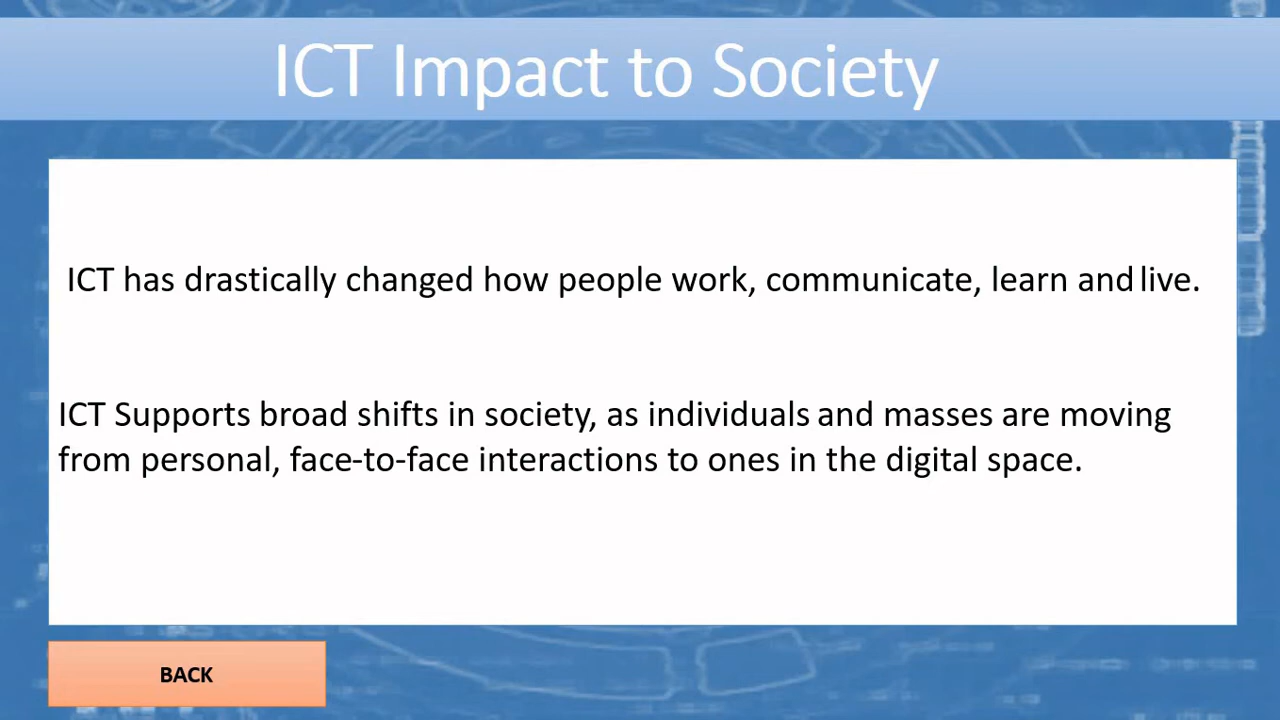 ICT Impact to Society
ICT has drastically changed how people work, communicate, learn and live.
ICT Supports broad shifts in society, as individuals and masses are moving
from personal, face-to-face interactions to ones in the digital space.
BACK